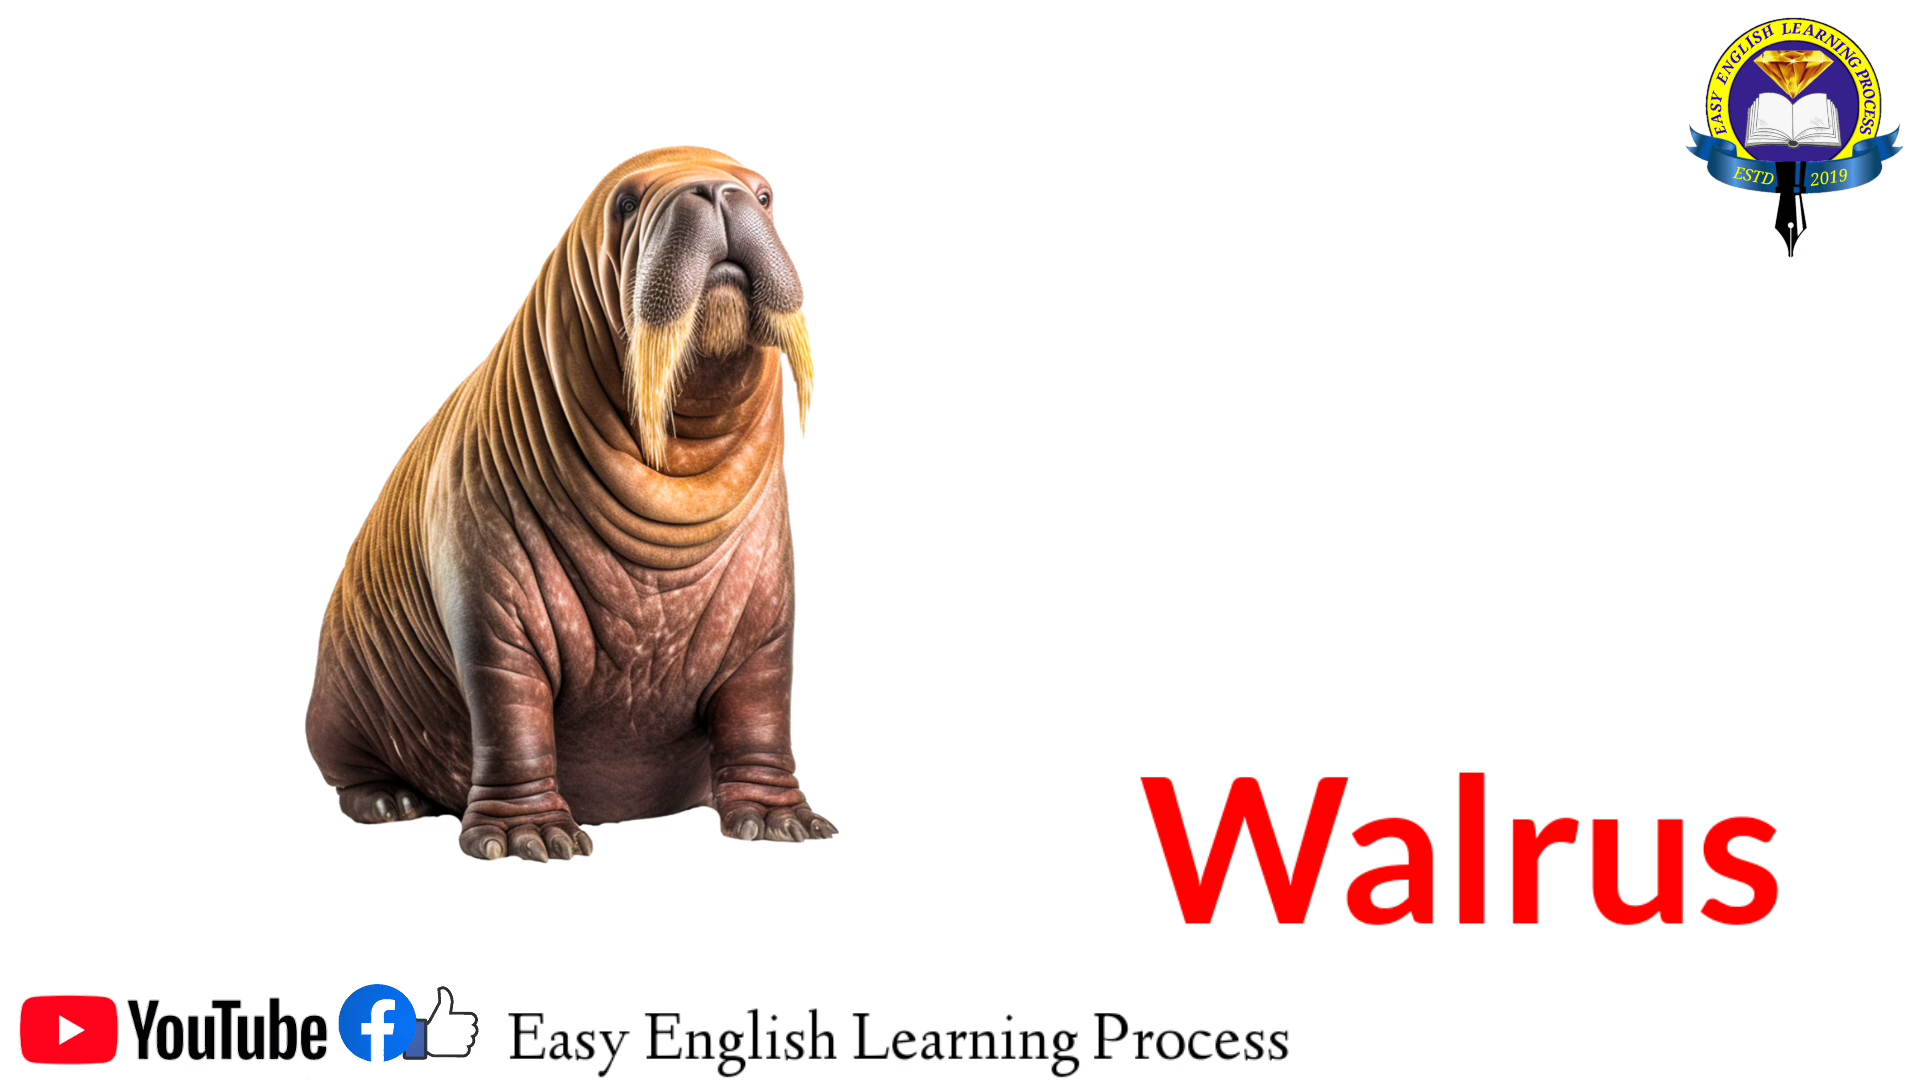 EASY ENGLISH LEARNING PROCESS
ESTD 2019
Walrus
YouTube
Easy English Learning Process